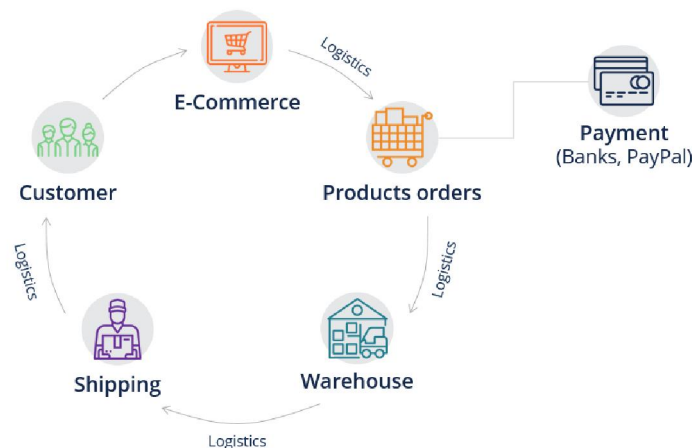 Logistics
E-Commerce
Payment
(Banks, PayPal)
Customer
Products orders
Logistics
Logistics
Shipping
Warehouse
Logistics